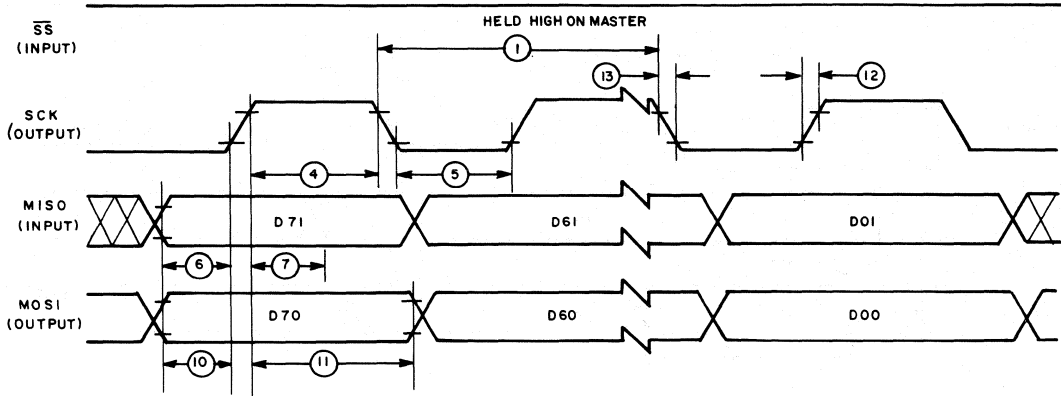 SS
(INPUT)
HELD HIGH ON MASTER
1
13
12
SCK
(OUTPUT)
4
5
MISO
(INPUT)
D71
D61
D01
6
7
MOSI
(OUTPUT)
D70
D60
D00
10
11